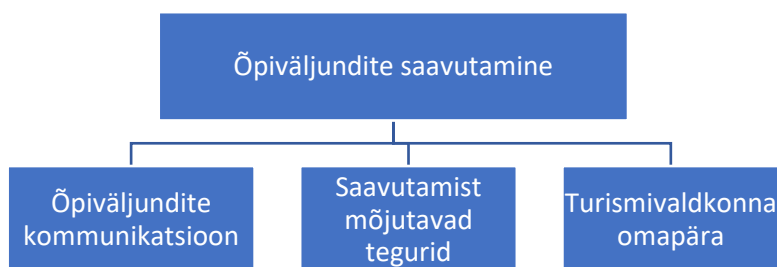 Õpiväljundite saavutamine
Õpiväljundite
kommunikatsioon
Saavutamist
mõjutavad
tegurid
Turismivaldkonna
omapära